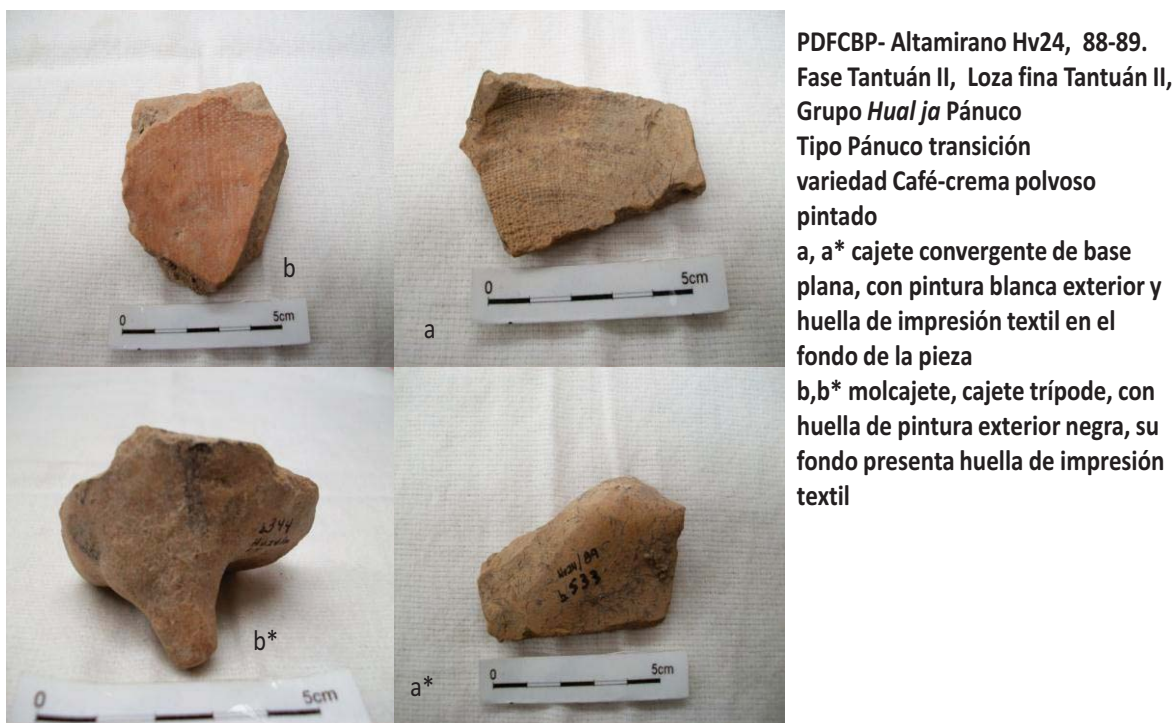 PDFCBP- Altamirano Hv24, 88-89.
Fase Tantuán II, Loza fina Tantuán II,
Grupo Hual ja Pánuco
Tipo Pánuco transición
variedad Café-crema polvoso
pintado
a, a* cajete convergente de base
plana, con pintura blanca exterior y
huella de impresión textil en el
fondo de la pieza
b,b* molcajete, cajete trípode, con
huella de pintura exterior negra, su
fondo presenta huella de impresión
textil
b
0 5cm
a
0 5cm
b*
0 5cm
Hv24/89
b533
a*
0 5cm